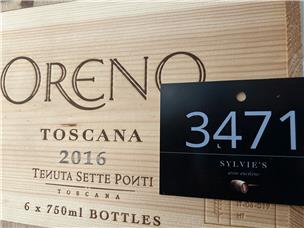 ORENO
TOSCANA
2016
TENUTA SETTE PONTI
TOSCANA
6 x 750ml BOTTLES
3471
L
SYLVIE'S